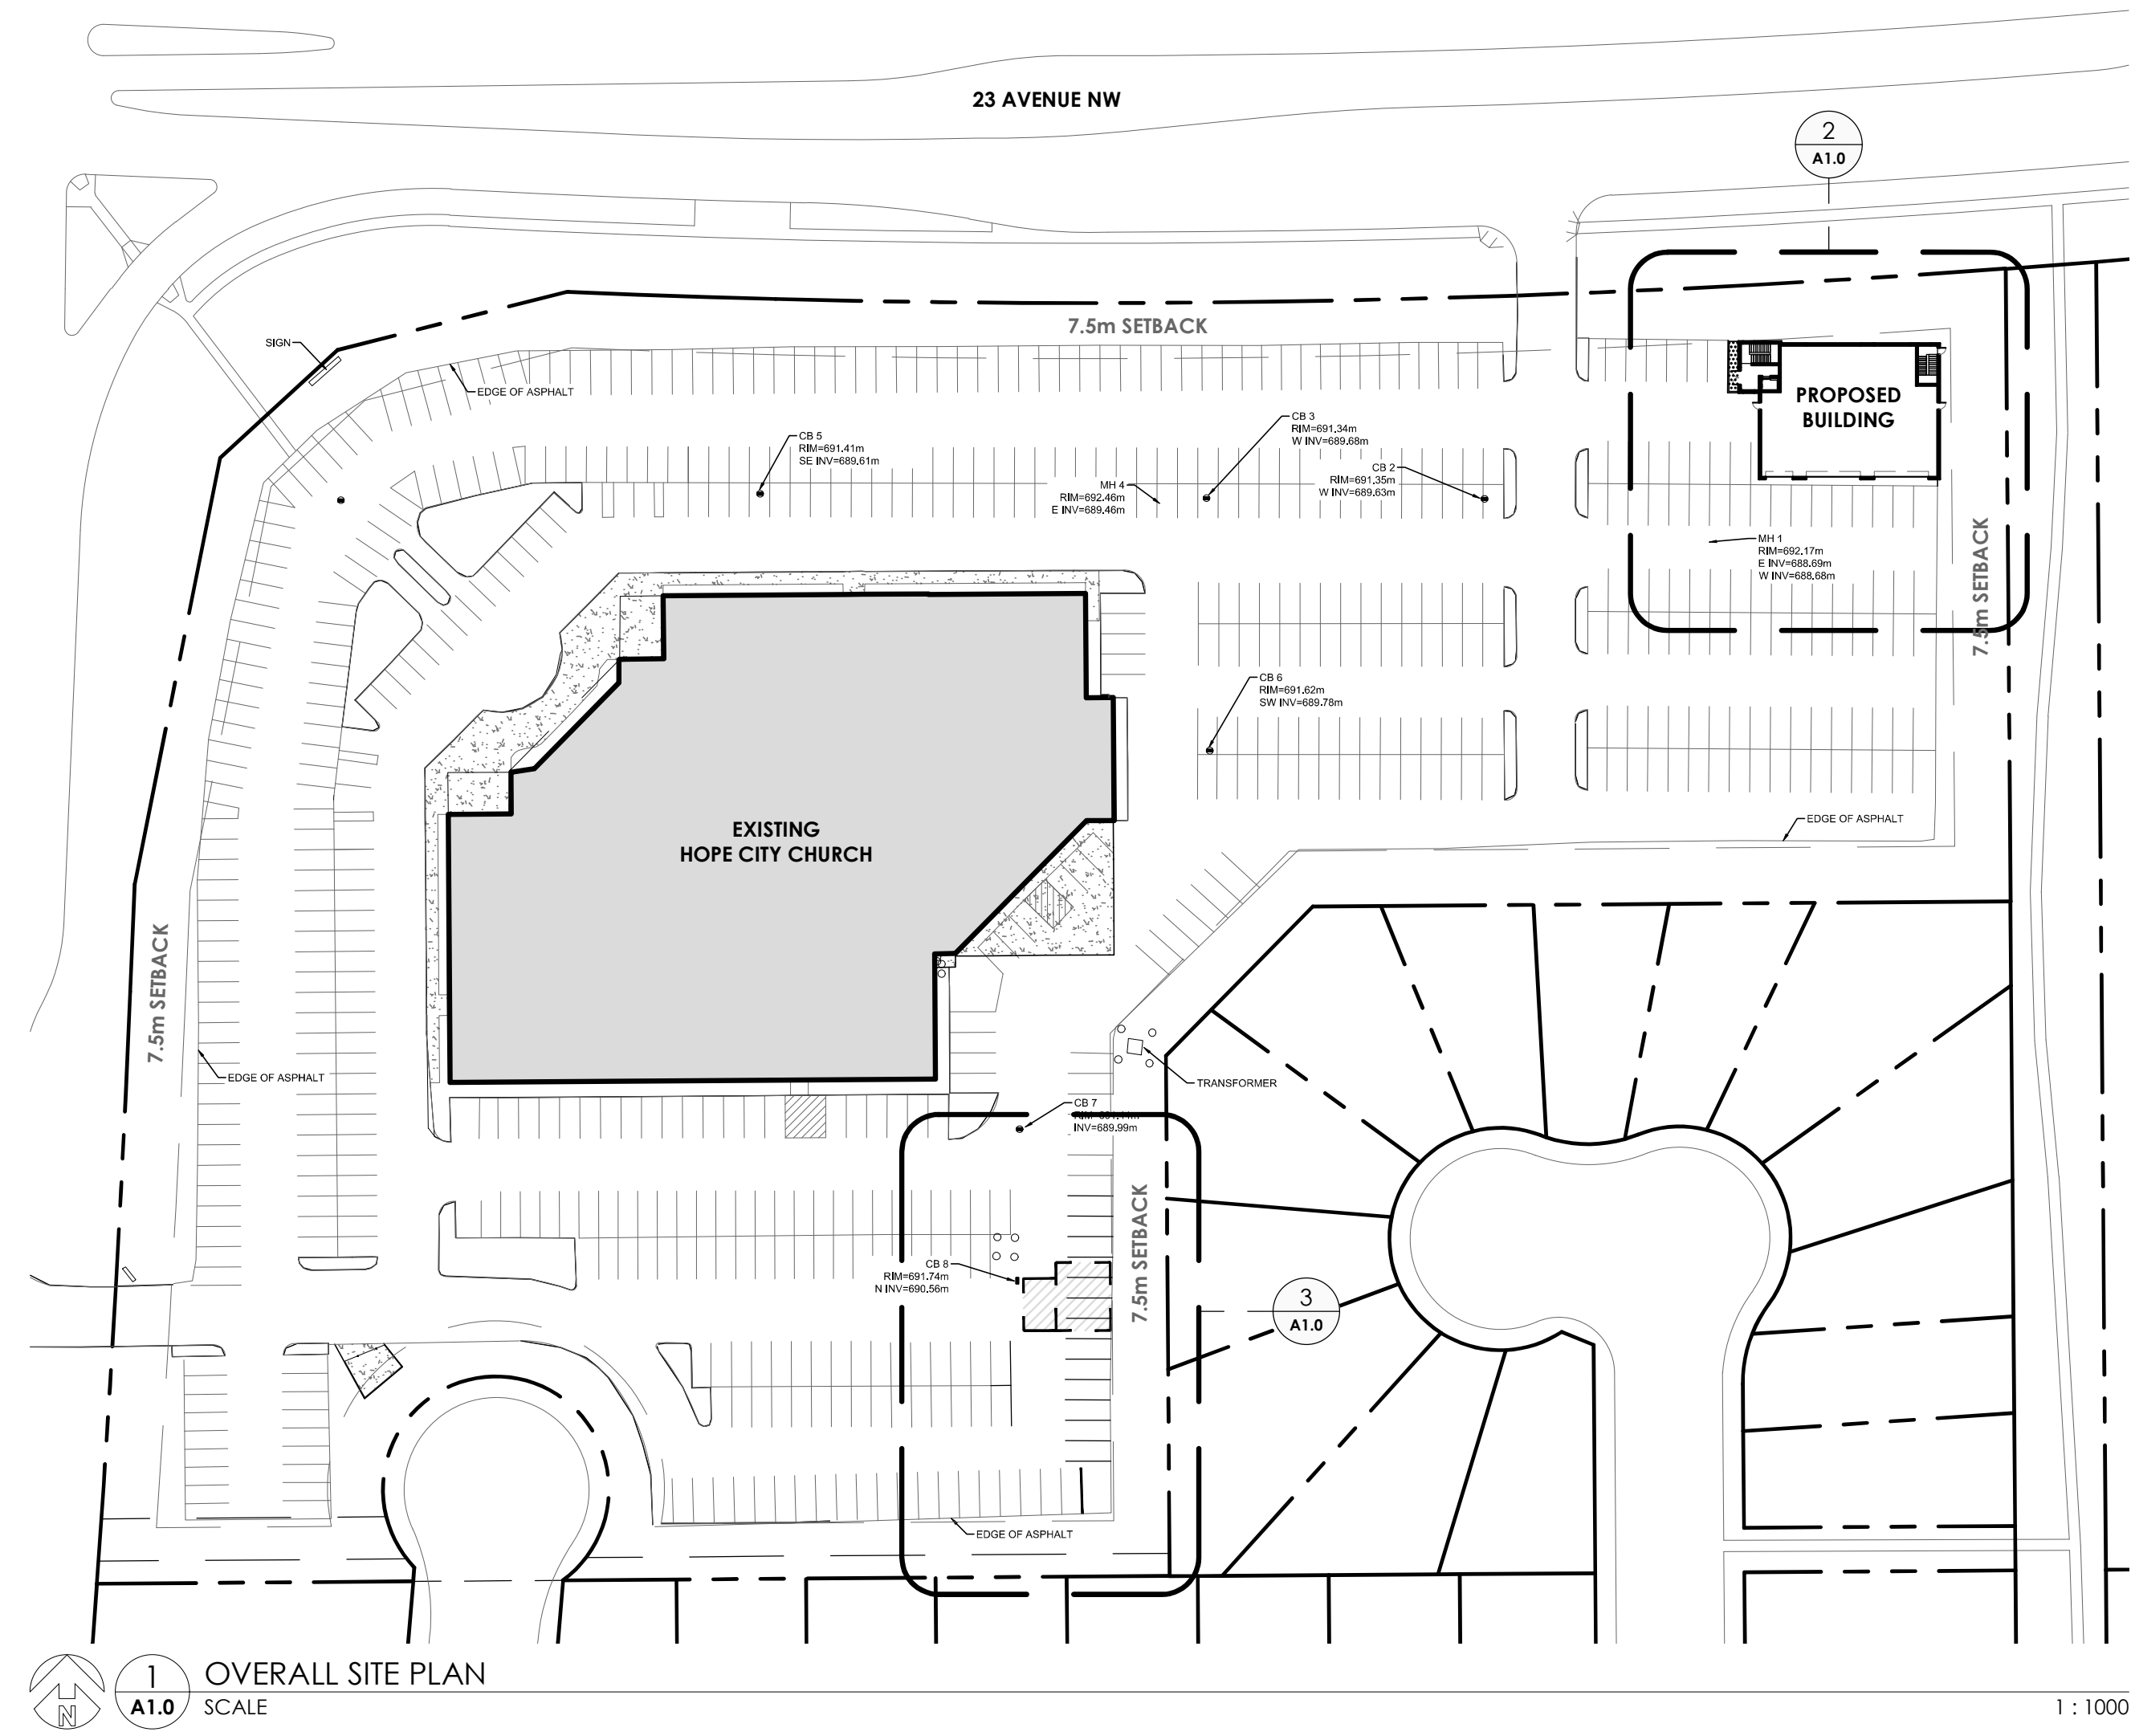 23 AVENUE NW
2
A1.0
7.5m SETBACK
SIGN
EDGE OF ASPHALT
PROPOSED
BUILDING
CB 3
RIM=691.34m
W INV=689.68m
CB 5
RIM=691.41m
SE INV=689.61m
CB 2
RIM=691.35m
W INV=689.63m
MH 4
RIM=692.46m
E INV=689.46m
MH 1
RIM=692.17m
E INV=688.69m
W INV=688.68m
7.5m SETBACK
CB 6
RIM=691.62m
SW INV=689.78m
EXISTING
HOPE CITY CHURCH
EDGE OF ASPHALT
7.5m SETBACK
EDGE OF ASPHALT
TRANSFORMER
CB 7
INV=689.99m
7.5m SETBACK
CB 8
RIM=691.74m
N INV=690.56m
3
A1.0
EDGE OF ASPHALT
N
1
A1.0
OVERALL SITE PLAN
SCALE
1 : 1000